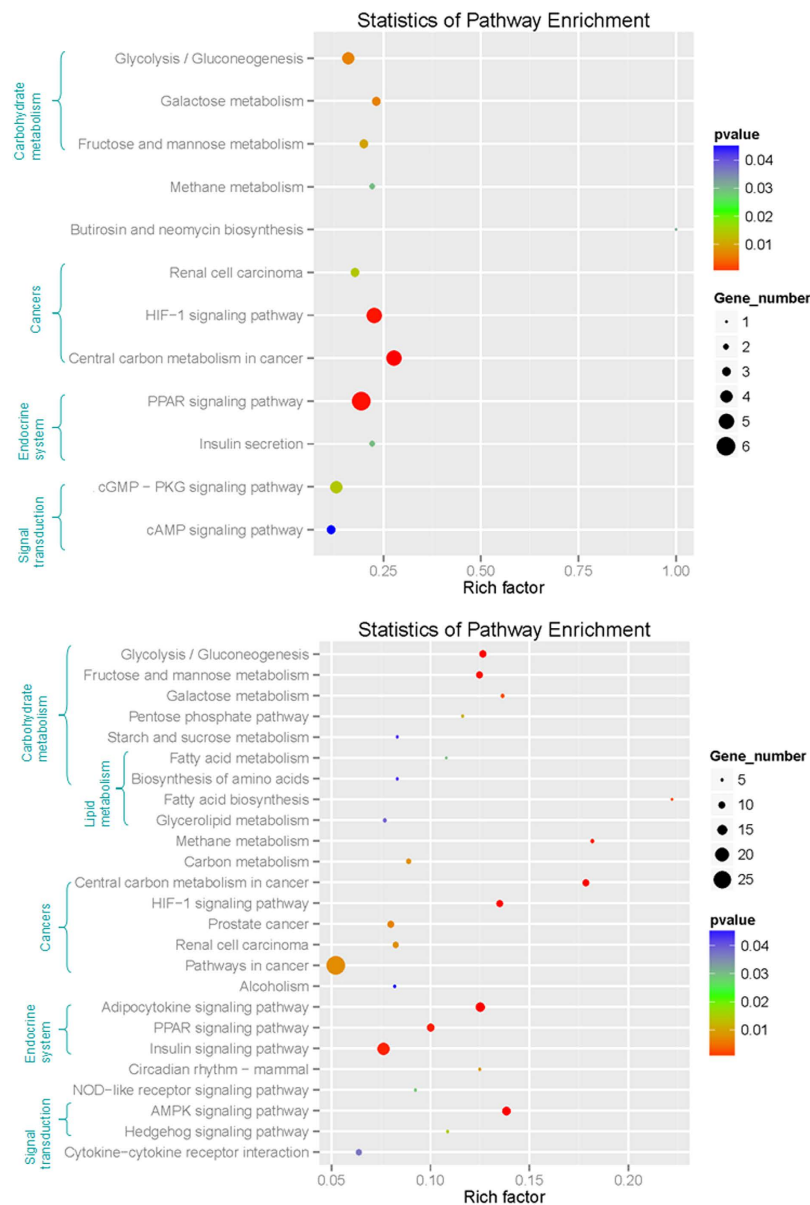 Statistics of Pathway Enrichment
Carbohydrate
metabolism
Glycolysis / Gluconeogenesis
Galactose metabolism
Fructose and mannose metabolism
Methane metabolism
Butirosin and neomycin biosynthesis
Cancers
Renal cell carcinoma
HIF−1 signaling pathway
Central carbon metabolism in cancer
Endocrine
system
PPAR signaling pathway
Insulin secretion
Signal
transduction
cGMP − PKG signaling pathway
cAMP signaling pathway
0.25 0.50 0.75 1.00
Rich factor
pvalue
0.04
0.03
0.02
0.01
Gene_number
1
2
3
4
5
6
Statistics of Pathway Enrichment
Carbohydrate
metabolism
Glycolysis / Gluconeogenesis
Fructose and mannose metabolism
Galactose metabolism
Pentose phosphate pathway
Starch and sucrose metabolism
Lipid
metabolism
Fatty acid metabolism
Biosynthesis of amino acids
Fatty acid biosynthesis
Glycerolipid metabolism
Methane metabolism
Carbon metabolism
Cancers
Central carbon metabolism in cancer
HIF−1 signaling pathway
Prostate cancer
Renal cell carcinoma
Pathways in cancer
Alcoholism
Endocrine
system
Adipocytokine signaling pathway
PPAR signaling pathway
Insulin signaling pathway
Circadian rhythm − mammal
NOD−like receptor signaling pathway
Signal
transduction
AMPK signaling pathway
Hedgehog signaling pathway
Cytokine−cytokine receptor interaction
0.05 0.10 0.15 0.20
Rich factor
Gene_number
5
10
15
20
25
pvalue
0.04
0.03
0.02
0.01